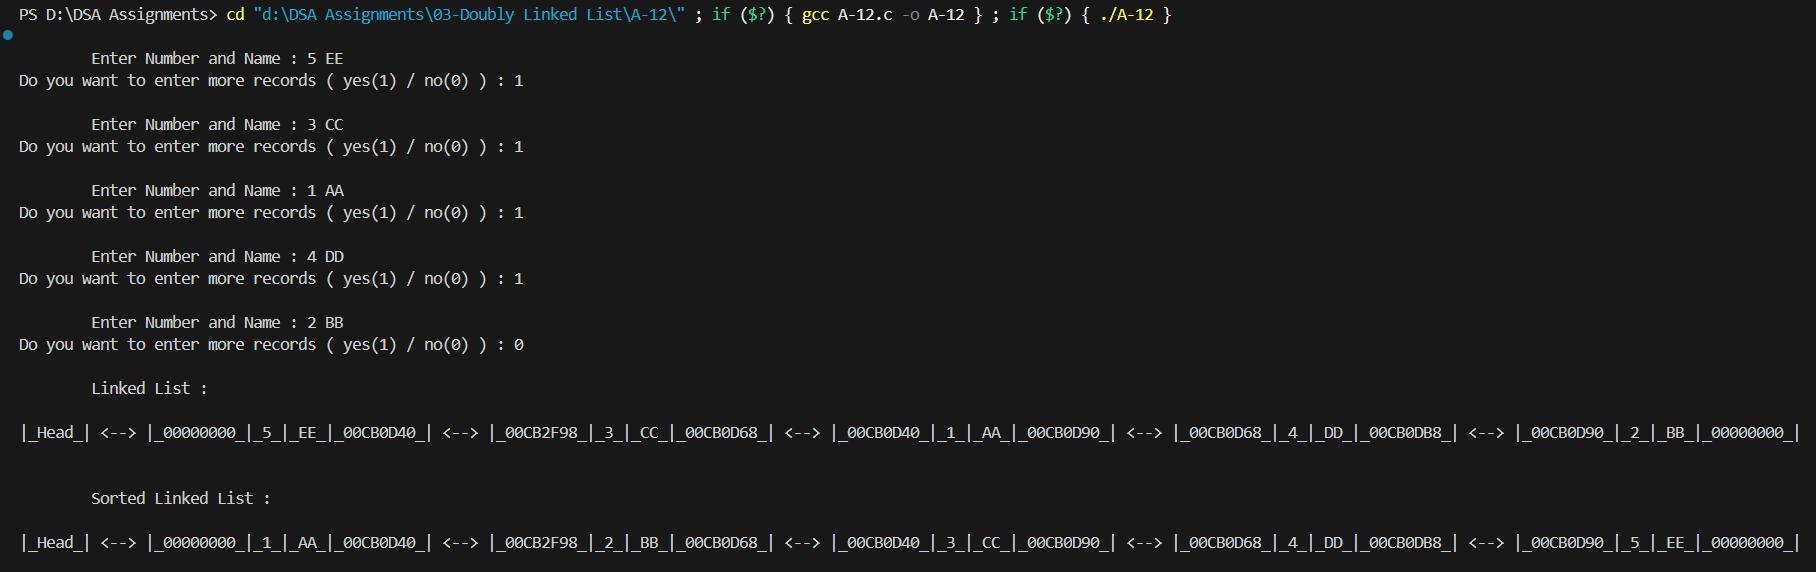 PS D:\DSA Assignments> cd "d:\DSA Assignments\03-Doubly Linked List\A-12\" ; if ($?) { gcc A-12.c -o A-12 } ; if ($?) { ./A-12 }
Enter Number and Name : 5 EE
Do you want to enter more records ( yes(1) / no(0) ) : 1
Enter Number and Name : 3 CC
Do you want to enter more records ( yes(1) / no(0) ) : 1
Enter Number and Name : 1 AA
Do you want to enter more records ( yes(1) / no(0) ) : 1
Enter Number and Name : 4 DD
Do you want to enter more records ( yes(1) / no(0) ) : 1
Enter Number and Name : 2 BB
Do you want to enter more records ( yes(1) / no(0) ) : 0
Linked List :
|_Head_| <--> |_00000000_|_5_|_EE_|_00CB0D40_| <--> |_00CB2F98_|_3_|_CC_|_00CB0D68_| <--> |_00CB0D40_|_1_|_AA_|_00CB0D90_| <--> |_00CB0D68_|_4_|_DD_|_00CB0DB8_| <--> |_00CB0D90_|_2_|_BB_|_00000000_|
Sorted Linked List :
|_Head_| <--> |_00000000_|_1_|_AA_|_00CB0D40_| <--> |_00CB2F98_|_2_|_BB_|_00CB0D68_| <--> |_00CB0D40_|_3_|_CC_|_00CB0D90_| <--> |_00CB0D68_|_4_|_DD_|_00CB0DB8_| <--> |_00CB0D90_|_5_|_EE_|_00000000_|